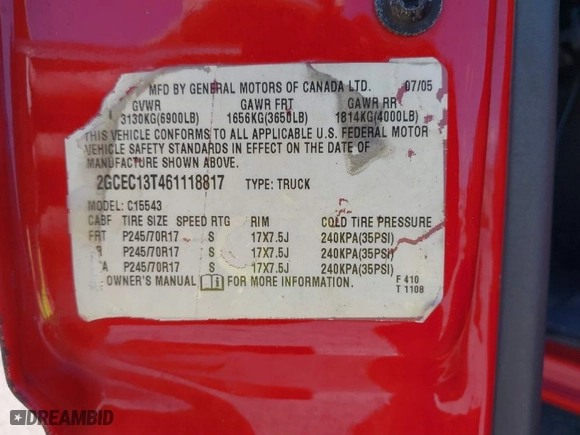 MFD BY GENERAL MOTORS OF CANADA LTD. 07/05
GVWR GAWR FRT GAWR RR
3130KG(6900LB) 1656KG(3650LB) 1814KG(4000LB)
THIS VEHICLE CONFORMS TO ALL APPLICABLE U.S. FEDERAL MOTOR
VEHICLE SAFETY STANDARDS IN EFFECT ON THE DATE OF
MANUFACTURE SHOWN ABOVE.
2GCEC13T461118817 TYPE: TRUCK
MODEL: C15543
TIRE SIZE SPEED RTG RIM COLD TIRE PRESSURE
FRT P245/70R17 S 17X7.5J 240KPA(35PSI)
P245/70R17 S 17X7.5J 240KPA(35PSI)
A P245/70R17 S 17X7.5J 240KPA(35PSI)
OWNER'S MANUAL FOR MORE INFORMATION.
F 410
T 1108
DREAMBID